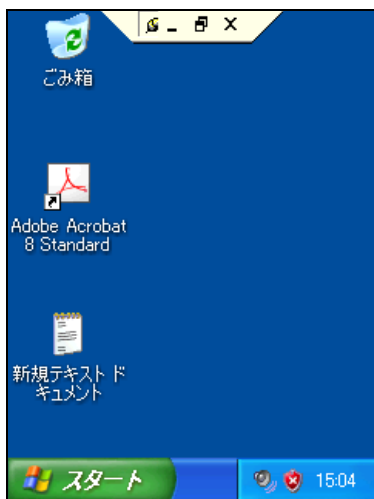 ごみ箱
Adobe Acrobat
8 Standard
新規テキスト ド
キュメント
スタート
15:04